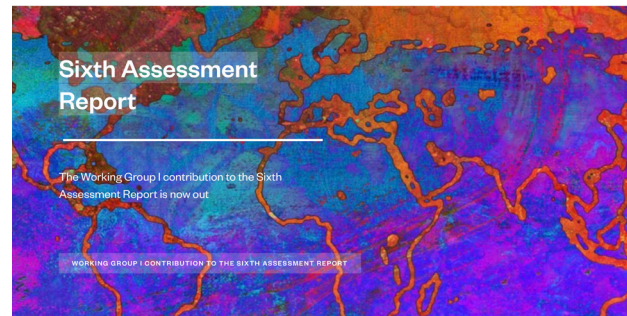 Sixth Assessment
Report
The Working Group I contribution to the Sixth
Assessment Report is now out
WORKING GROUP I CONTRIBUTION TO THE SIXTH ASSESSMENT REPORT